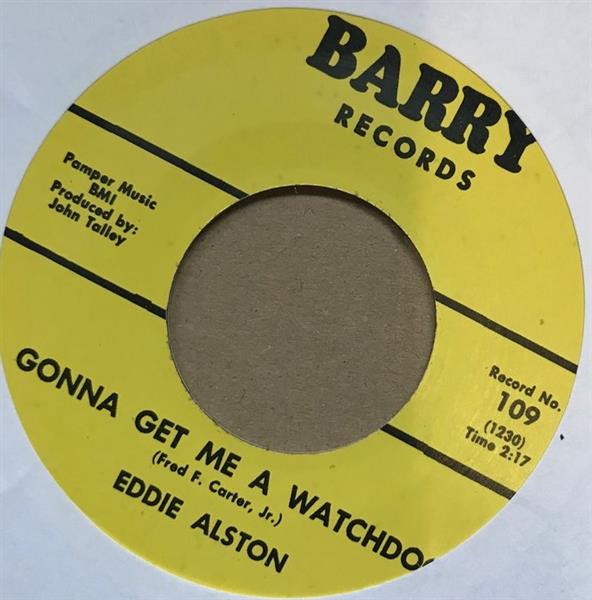 BARRY
RECORDS
Pamper Music
BMI
Produced by:
John Talley
Record No.
109
(1230)
Time 2:17
GONNA GET ME A WATCHDOG
(Fred F. Carter, Jr.)
EDDIE ALSTON